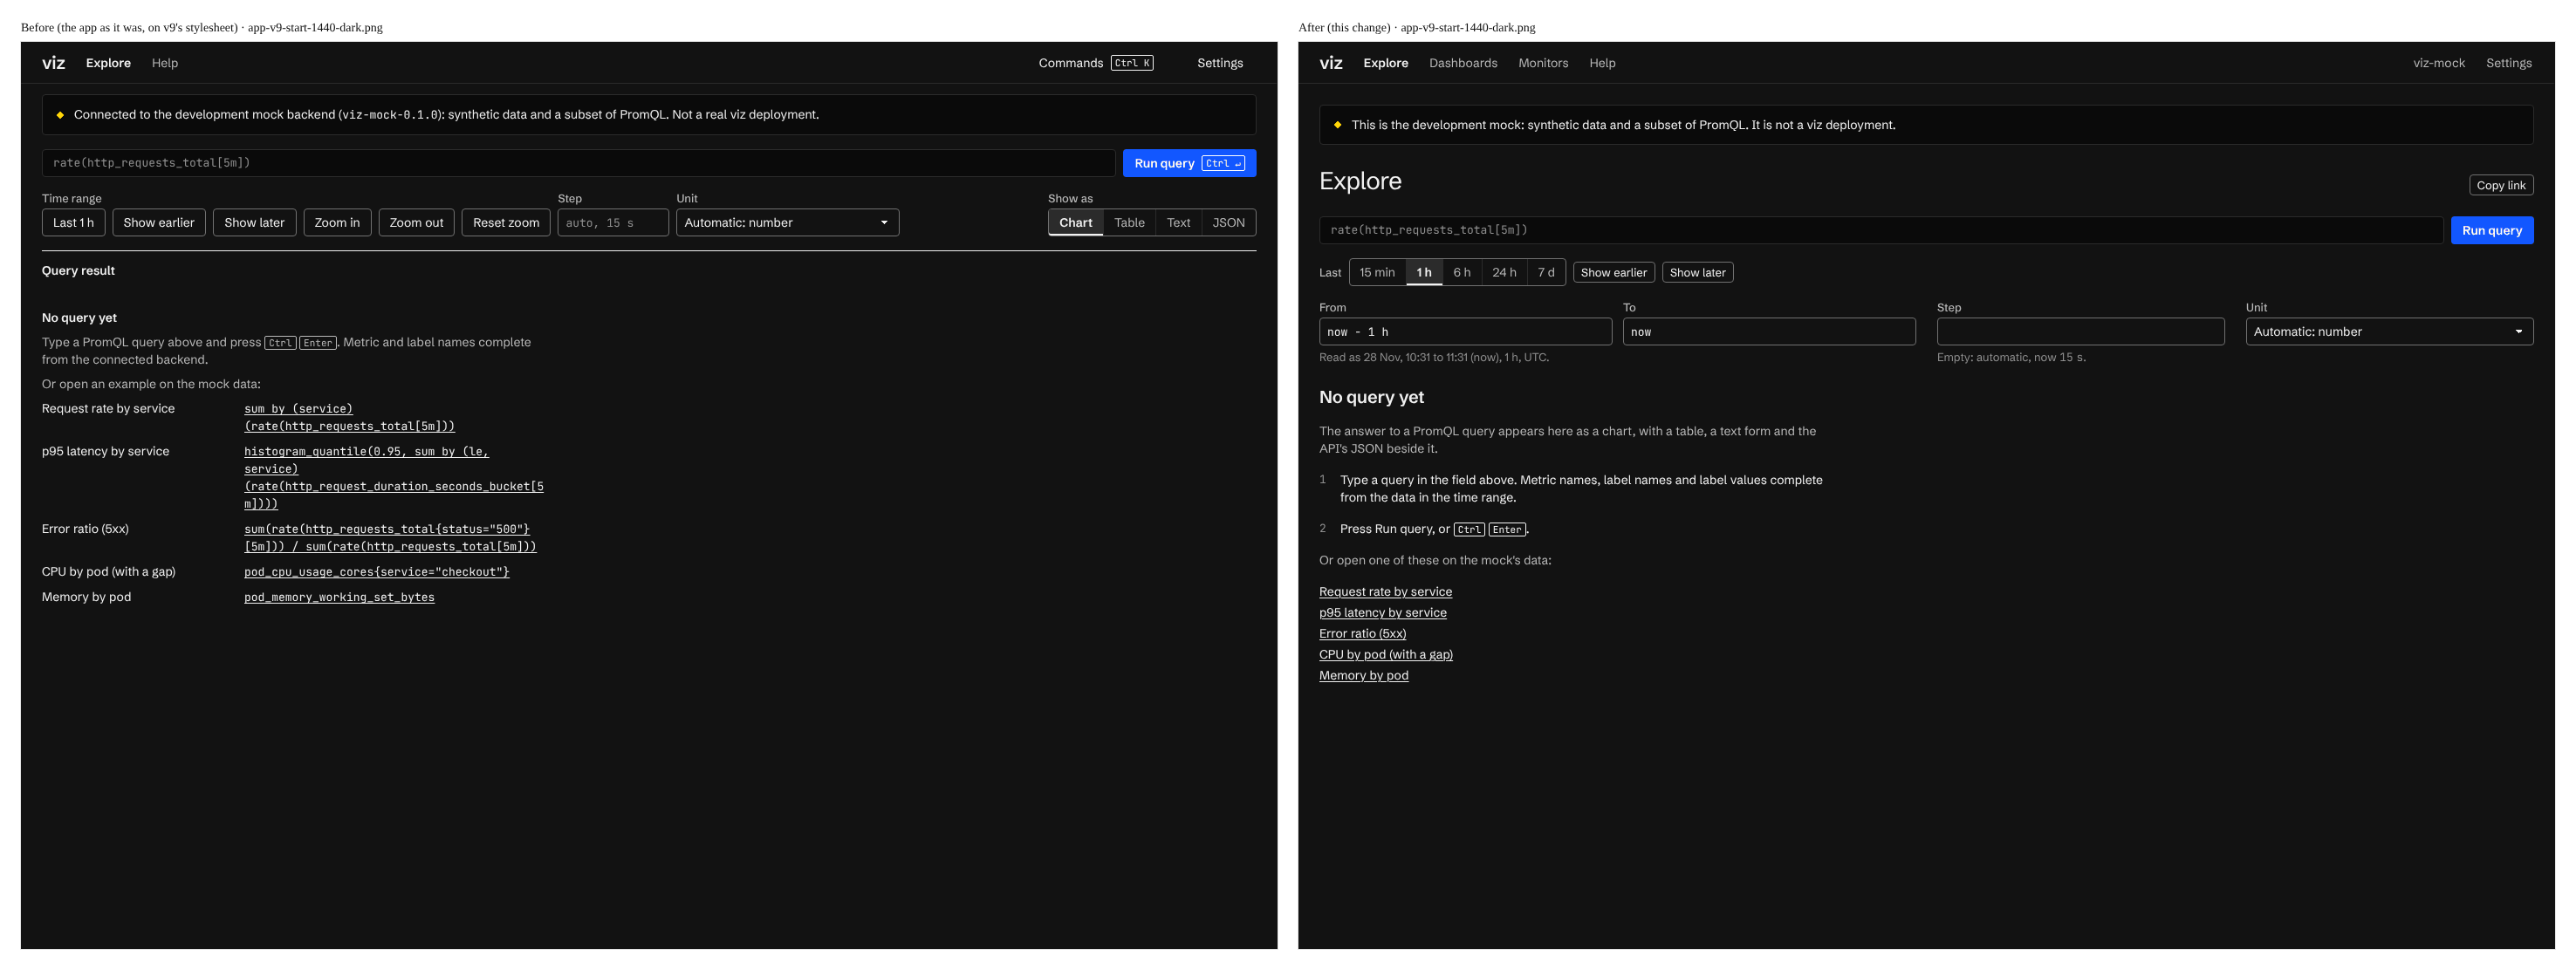 Before (the app as it was, on v9's stylesheet) · app-v9-start-1440-dark.png
viz Explore Help Commands Ctrl K Settings
Connected to the development mock backend (viz-mock-0.1.0): synthetic data and a subset of PromQL. Not a real viz deployment.
rate(http_requests_total[5m]) Run query Ctrl ↵
Time range Step Unit Show as
Last 1 h Show earlier Show later Zoom in Zoom out Reset zoom auto, 15 s Automatic: number Chart Table Text JSON
Query result
No query yet
Type a PromQL query above and press Ctrl Enter. Metric and label names complete
from the connected backend.
Or open an example on the mock data:
Request rate by service sum by (service)
(rate(http_requests_total[5m]))
p95 latency by service histogram_quantile(0.95, sum by (le,
service)
(rate(http_request_duration_seconds_bucket[5
m])))
Error ratio (5xx) sum(rate(http_requests_total{status="500"}
[5m])) / sum(rate(http_requests_total[5m]))
CPU by pod (with a gap) pod_cpu_usage_cores{service="checkout"}
Memory by pod pod_memory_working_set_bytes
After (this change) · app-v9-start-1440-dark.png
viz Explore Dashboards Monitors Help viz-mock Settings
This is the development mock: synthetic data and a subset of PromQL. It is not a viz deployment.
Explore Copy link
rate(http_requests_total[5m]) Run query
Last 15 min 1 h 6 h 24 h 7 d Show earlier Show later
From To Step Unit
now - 1 h now Automatic: number
Read as 28 Nov, 10:31 to 11:31 (now), 1 h, UTC. Empty: automatic, now 15 s.
No query yet
The answer to a PromQL query appears here as a chart, with a table, a text form and the
API's JSON beside it.
1 Type a query in the field above. Metric names, label names and label values complete
from the data in the time range.
2 Press Run query, or Ctrl Enter.
Or open one of these on the mock's data:
Request rate by service
p95 latency by service
Error ratio (5xx)
CPU by pod (with a gap)
Memory by pod